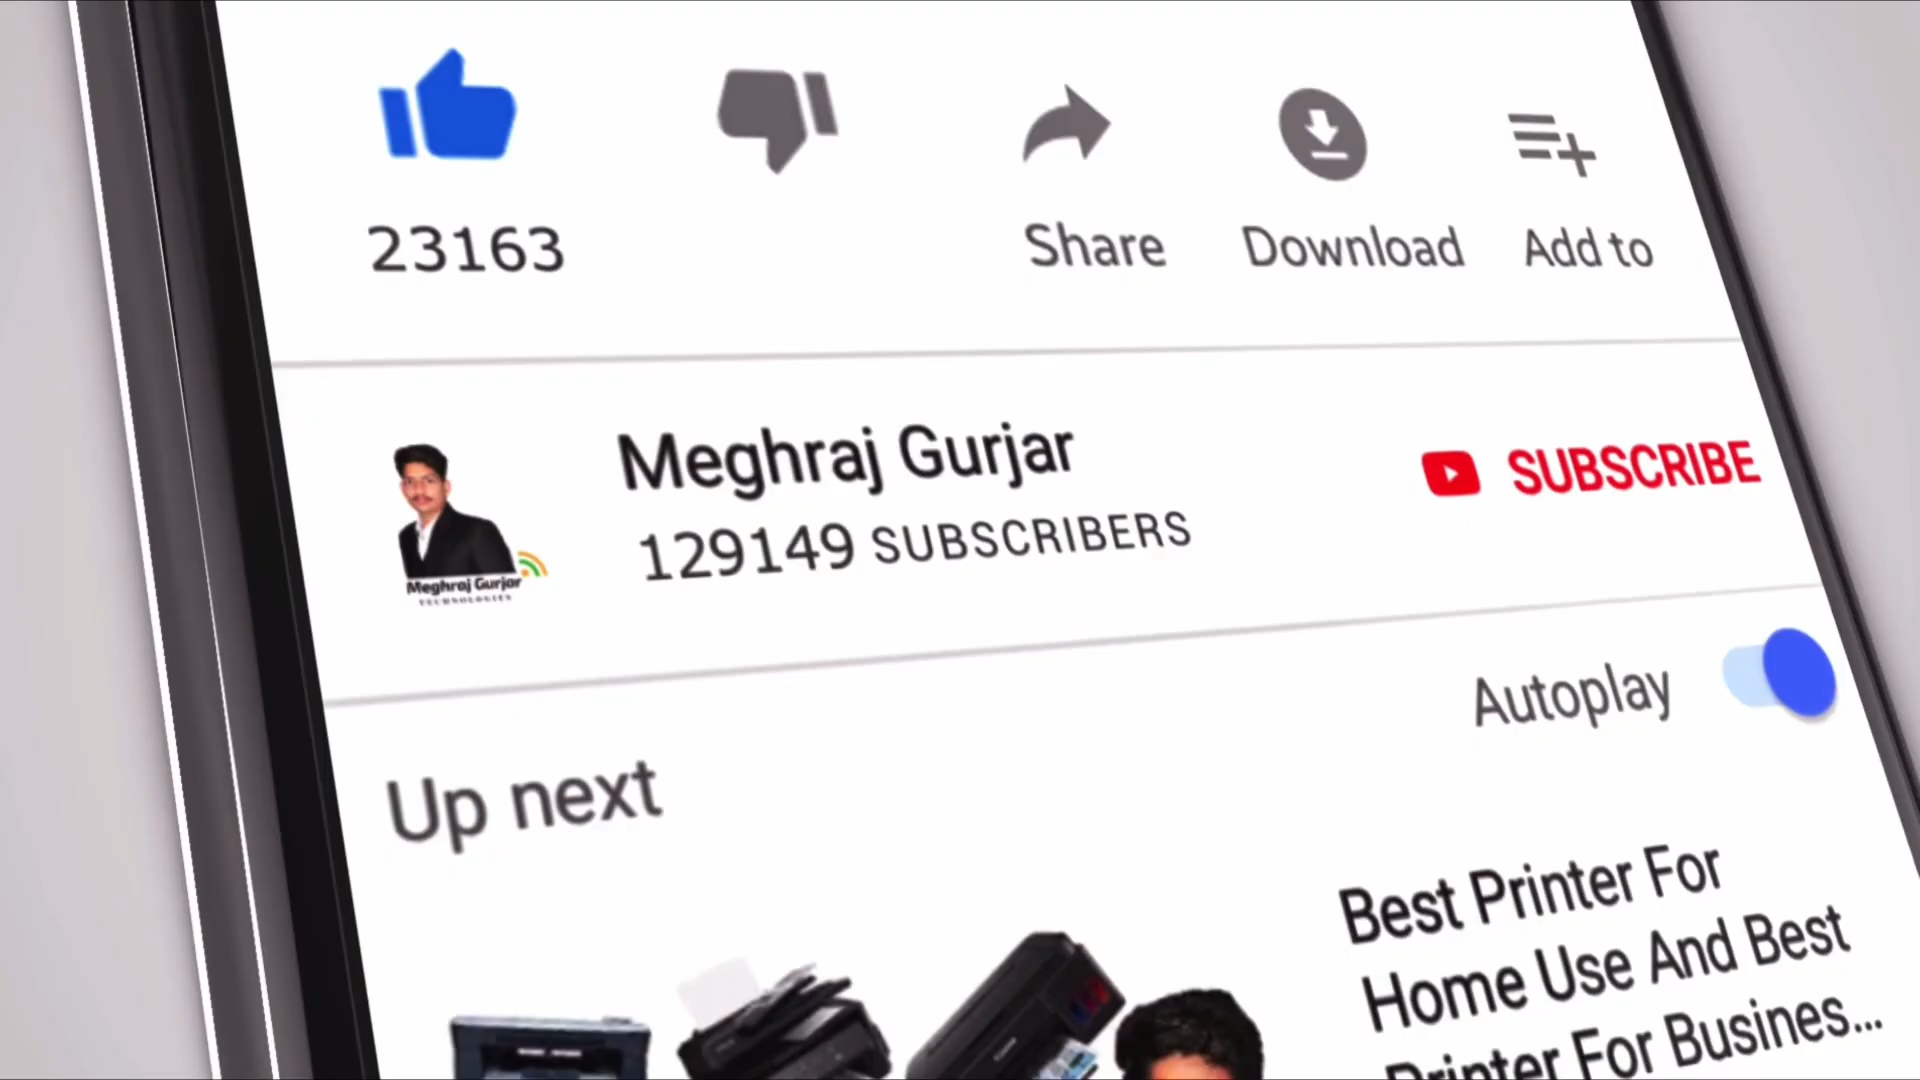 23163
Share
Download
Add to
Meghraj Gurjar
129149 SUBSCRIBERS
SUBSCRIBE
Meghraj Gurjar
TECHNOLOGIES
Autoplay
Up next
Best Printer For
Home Use And Best
Printer For Busines...